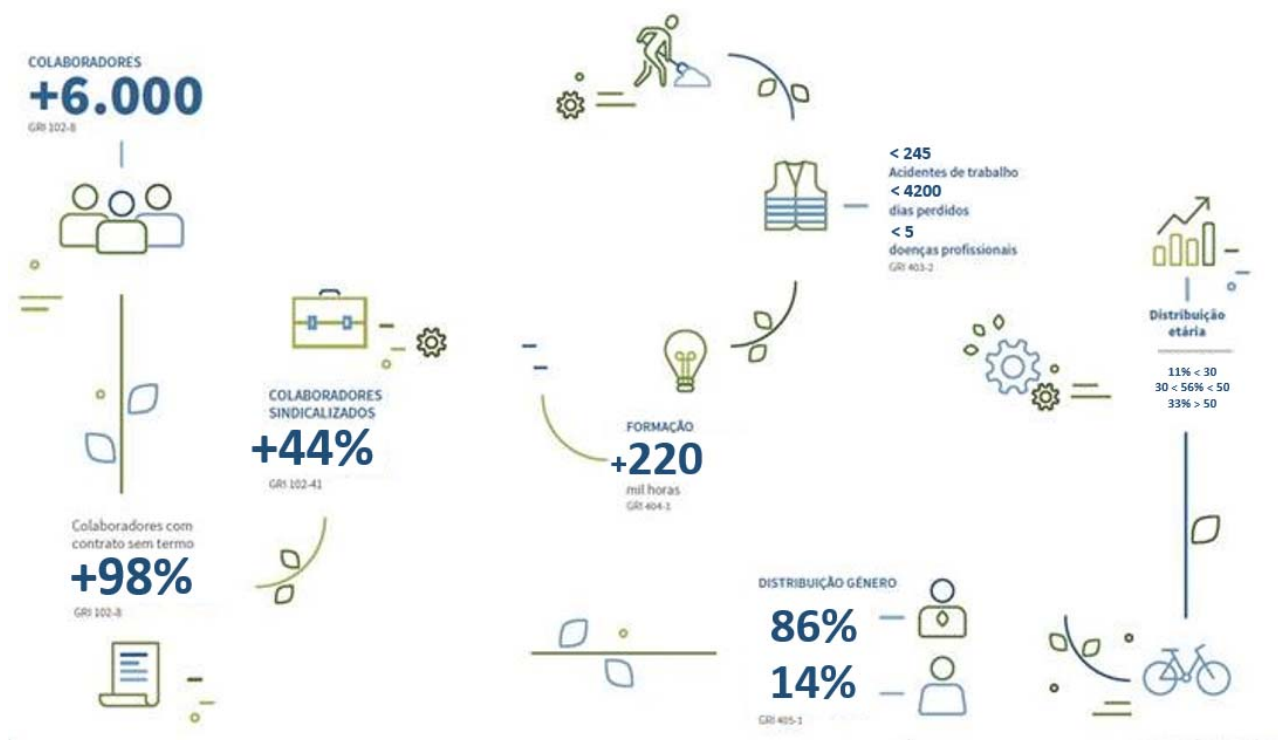 COLABORADORES
+6.000
GRI 102-8
COLABORADORES
SINDICALIZADOS
+44%
GRI 102-41
Colaboradores com
contrato sem termo
+98%
GRI 102-8
FORMAÇÃO
+220
mil horas
GRI 404-1
< 245
Acidentes de trabalho
< 4200
dias perdidos
< 5
doenças profissionais
GRI 403-2
Distribuição
etária
11% < 30
30 < 56% < 50
33% > 50
DISTRIBUIÇÃO GÉNERO
86%
14%
GRI 405-1